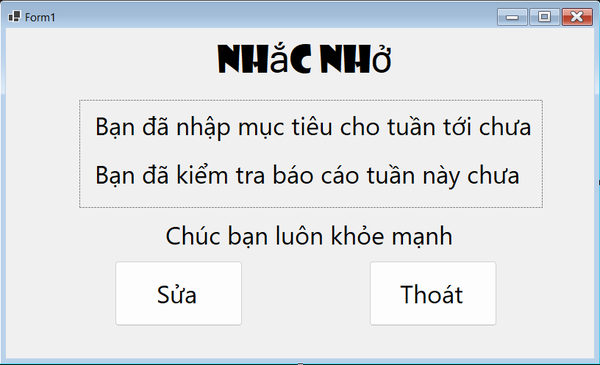 Form1
NHắC NHở
Bạn đã nhập mục tiêu cho tuần tới chưa
Bạn đã kiểm tra báo cáo tuần này chưa
Chúc bạn luôn khỏe mạnh
Sửa Thoát